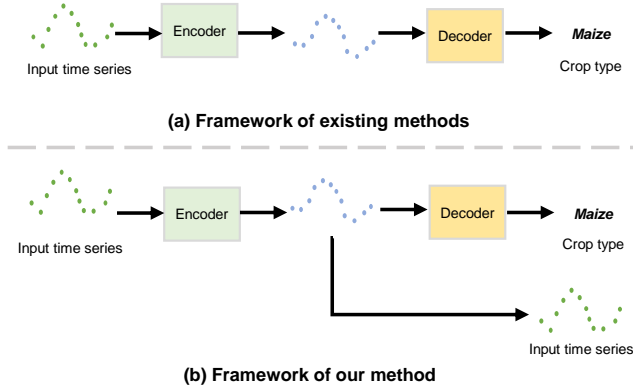 Encoder
Decoder
Maize
Input time series
Crop type
(a) Framework of existing methods
Encoder
Decoder
Maize
Input time series
Crop type
Input time series
(b) Framework of our method